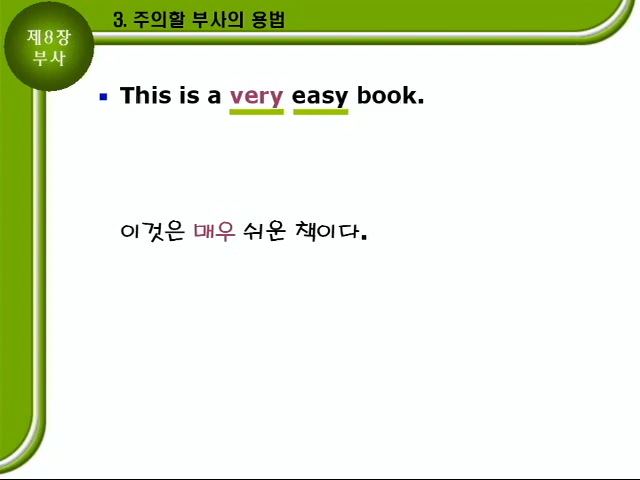 3. 주의할 부사의 용법
제8장
부사
This is a very easy book.
이것은 매우 쉬운 책이다.